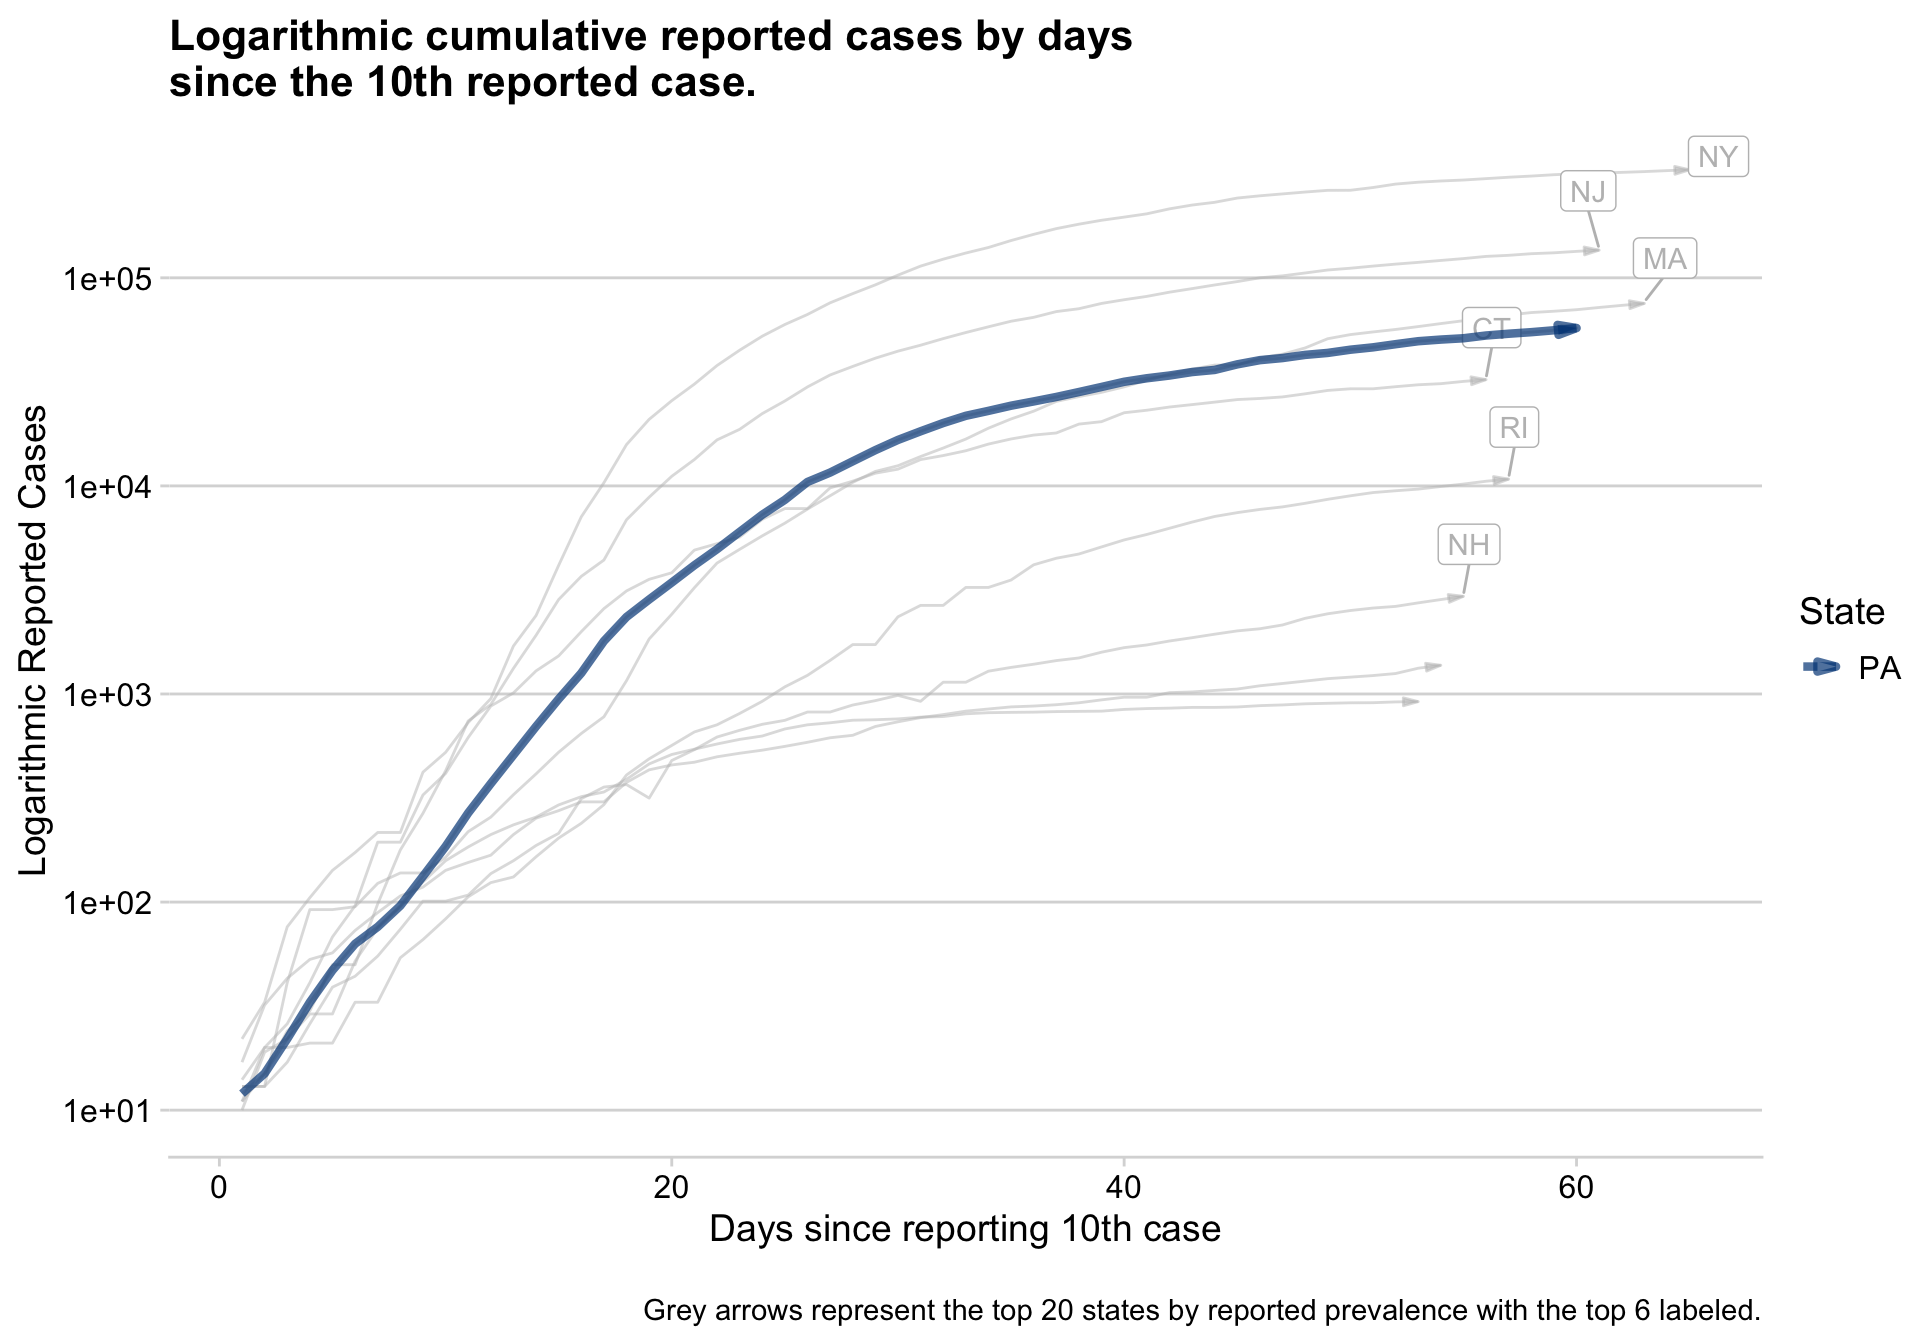 Logarithmic cumulative reported cases by days
since the 10th reported case.
NY
NJ
MA
1e+05
CT
RI
1e+04
NH
State
PA
1e+03
1e+02
1e+01
Logarithmic Reported Cases
0 20 40 60
Days since reporting 10th case
Grey arrows represent the top 20 states by reported prevalence with the top 6 labeled.